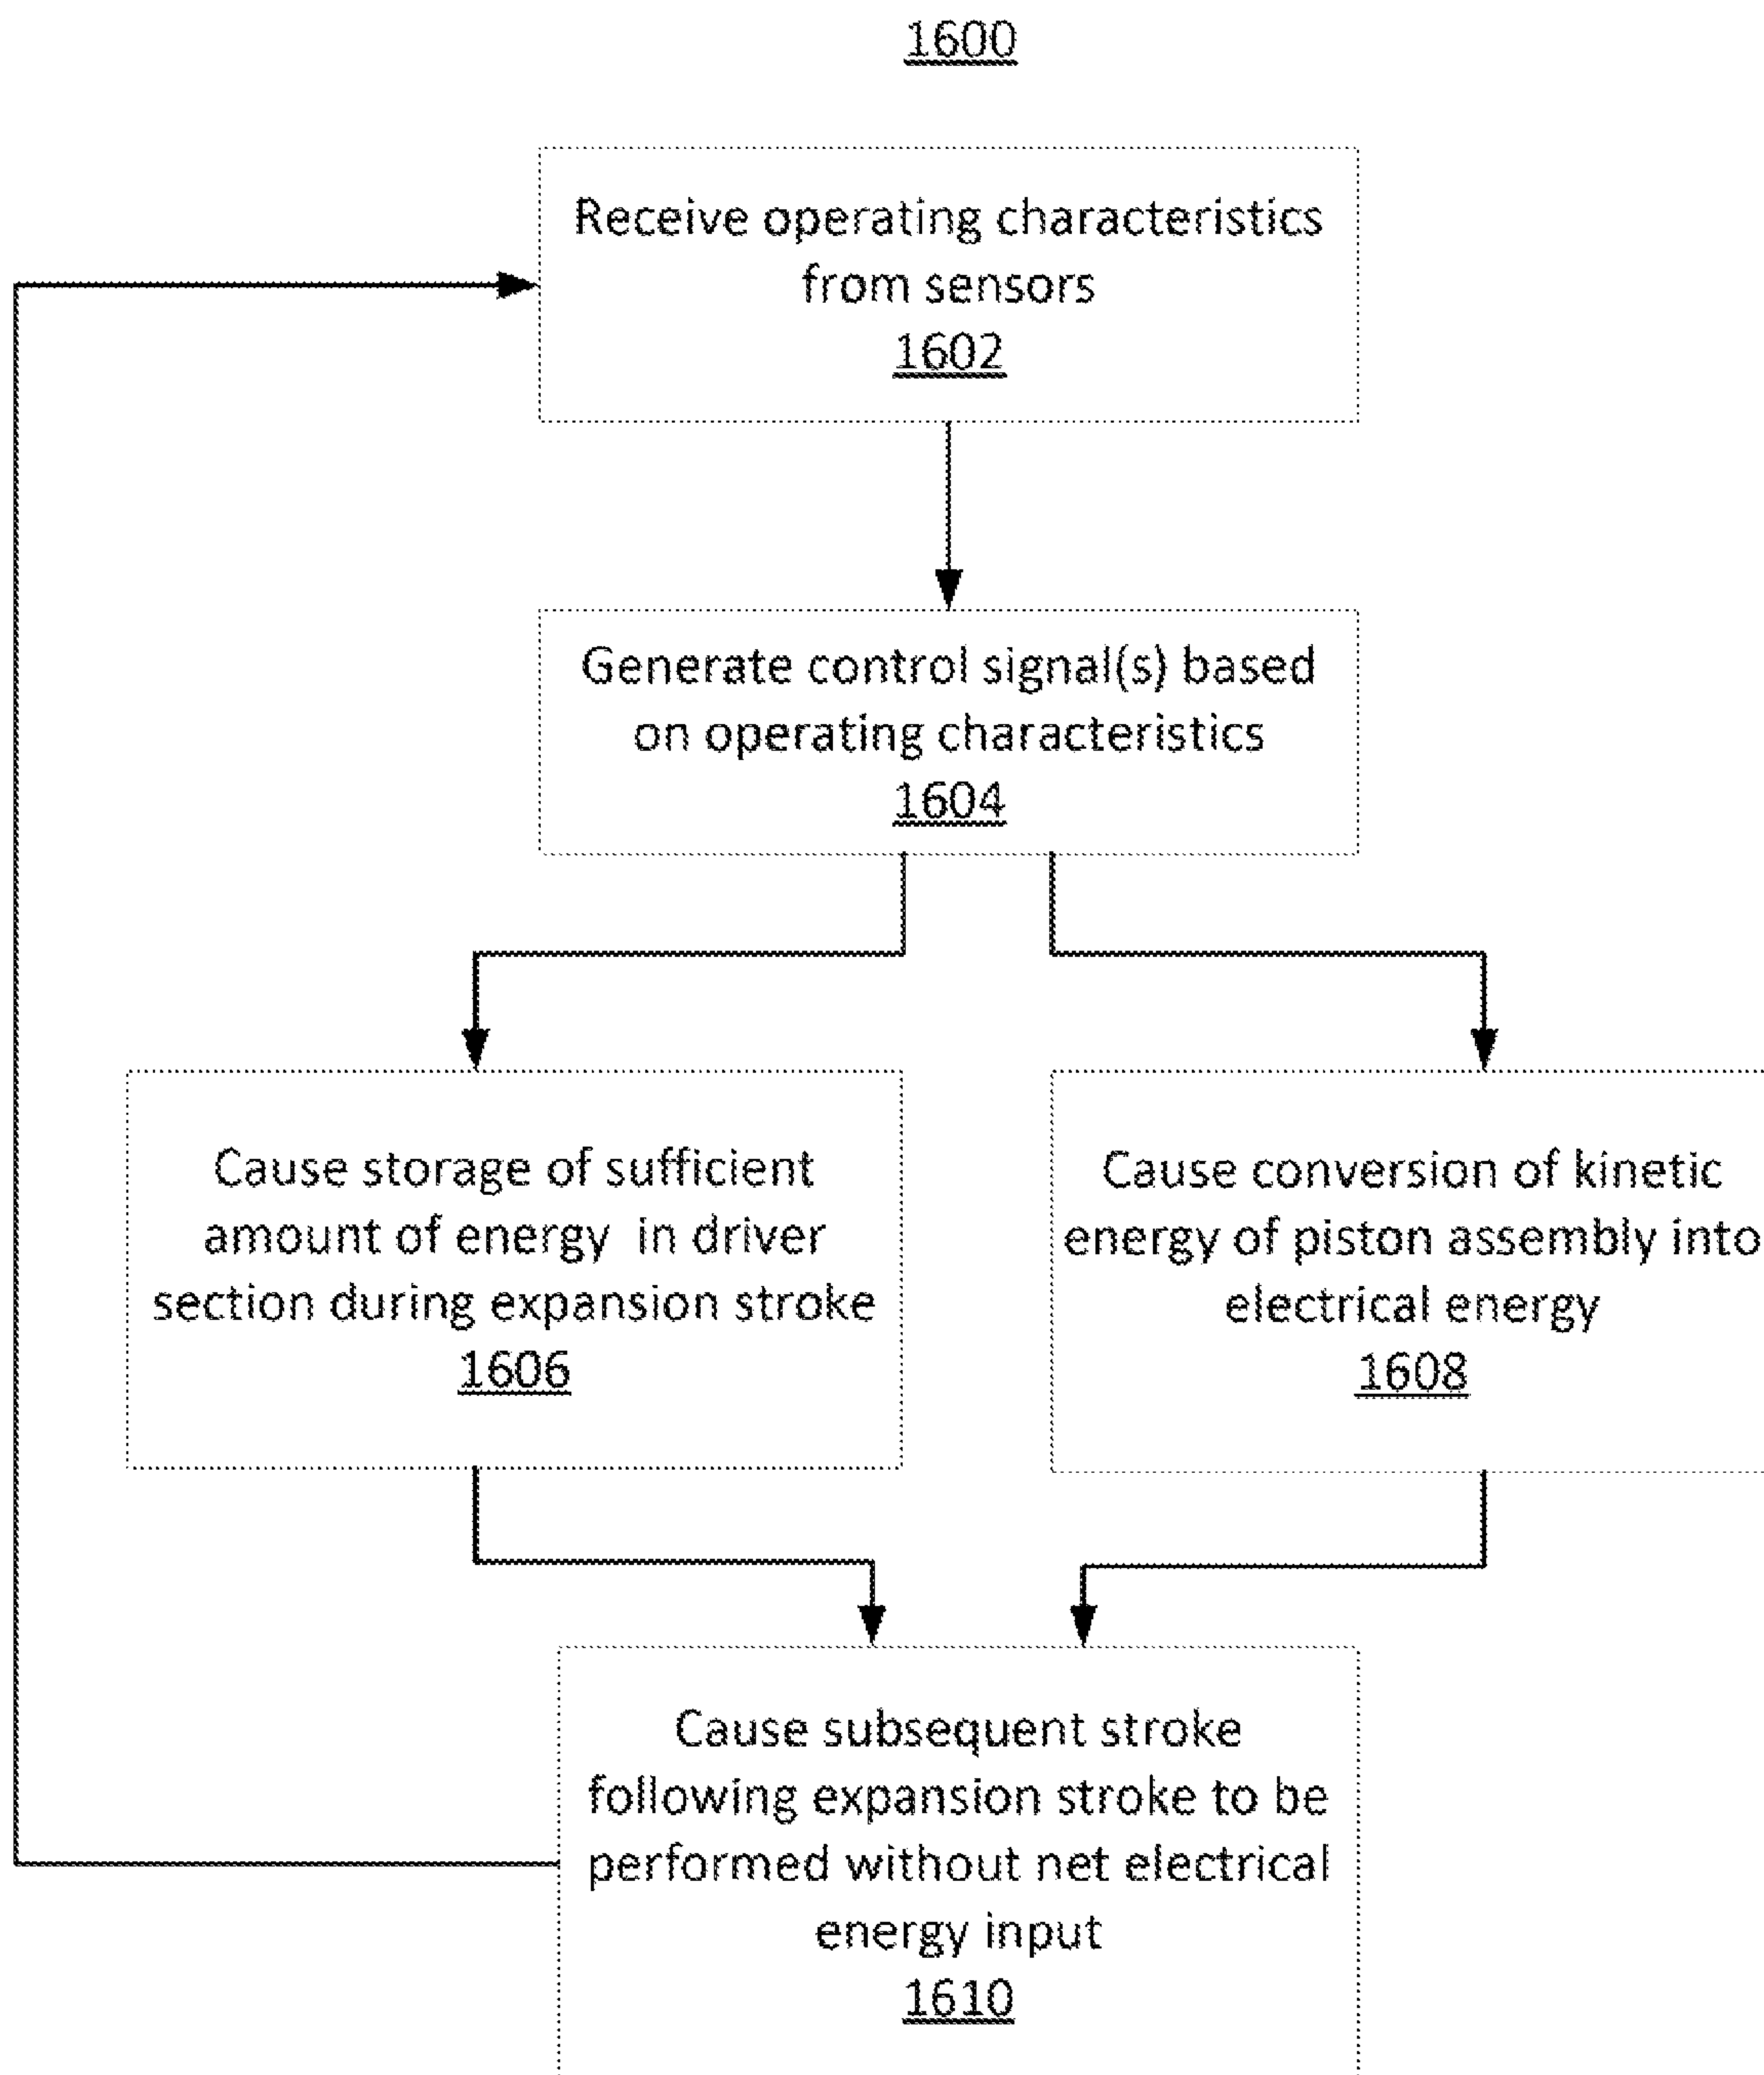 1600
Receive operating characteristics
from sensors
1602
Generate control signal(s) based
on operating characteristics
1604
Cause storage of sufficient
amount of energy in driver
section during expansion stroke
1606
Cause conversion of kinetic
energy of piston assembly into
electrical energy
1608
Cause subsequent stroke
following expansion stroke to be
performed without net electrical
energy input
1610